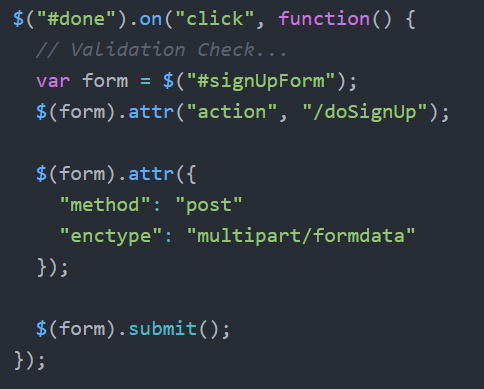 $("#done").on("click", function() {
// Validation Check...
var form = $("#signUpForm");
$(form).attr("action", "/doSignUp");
$(form).attr({
"method": "post"
"enctype": "multipart/formdata"
});
$(form).submit();
});